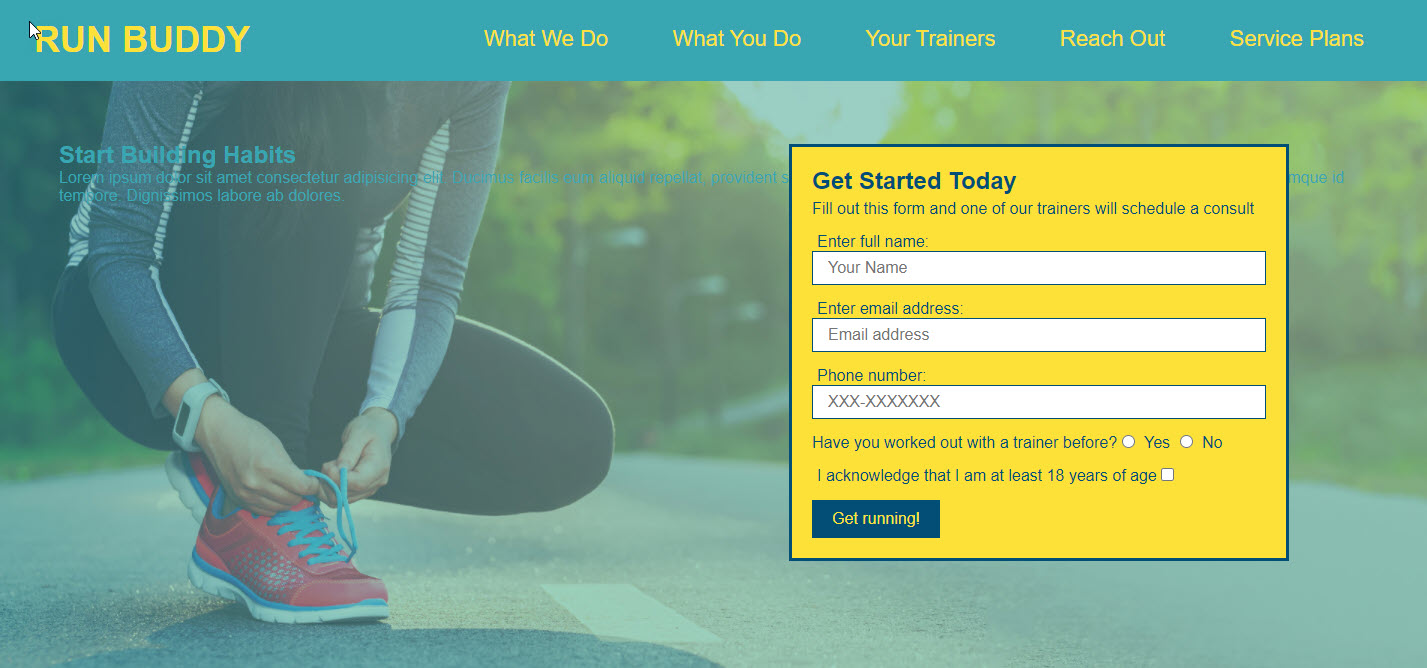 RUN BUDDY
What We Do
What You Do
Your Trainers
Reach Out
Service Plans
Start Building Habits
Lorem ipsum dolor sit amet consectetur adipisicing elit. Ducimus facilis eum aliquid repellat, provident s
mque id
tempore. Dignissimos labore ab dolores.
Get Started Today
Fill out this form and one of our trainers will schedule a consult
Enter full name:
Your Name
Enter email address:
Email address
Phone number:
XXX-XXXXXXX
Have you worked out with a trainer before? Yes No
I acknowledge that I am at least 18 years of age
Get running!